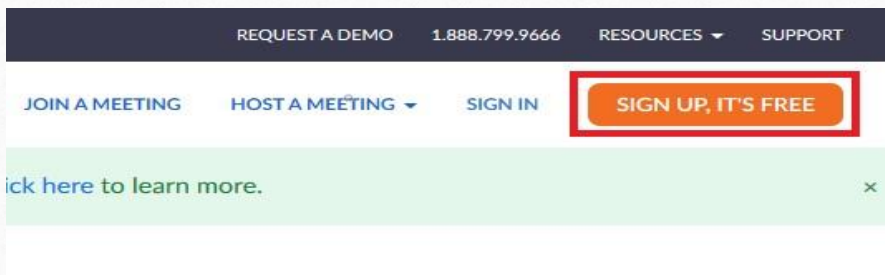 REQUEST A DEMO 1.888.799.9666 RESOURCES SUPPORT
JOIN A MEETING HOST A MEETING SIGN IN SIGN UP, IT'S FREE
ick here to learn more. ×